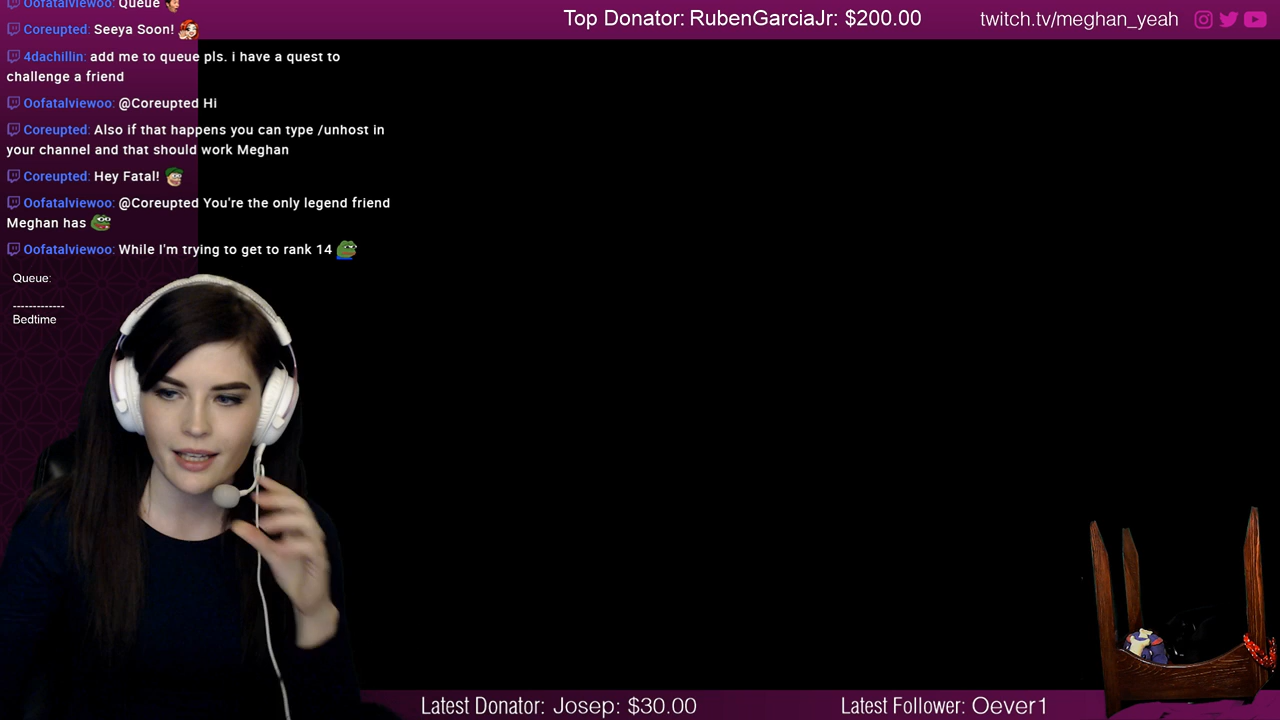 Oofatalviewoo: Queue
Coreupted: Seeya Soon!
4dachillin: add me to queue pls. i have a quest to
challenge a friend
Oofatalviewoo: @Coreupted Hi
Coreupted: Also if that happens you can type /unhost in
your channel and that should work Meghan
Coreupted: Hey Fatal!
Oofatalviewoo: @Coreupted You're the only legend friend
Meghan has
Oofatalviewoo: While I'm trying to get to rank 14
Queue:
-------------
Bedtime
Top Donator: RubenGarciaJr: $200.00
twitch.tv/meghan_yeah
Latest Donator: Josep: $30.00
Latest Follower: Oever1